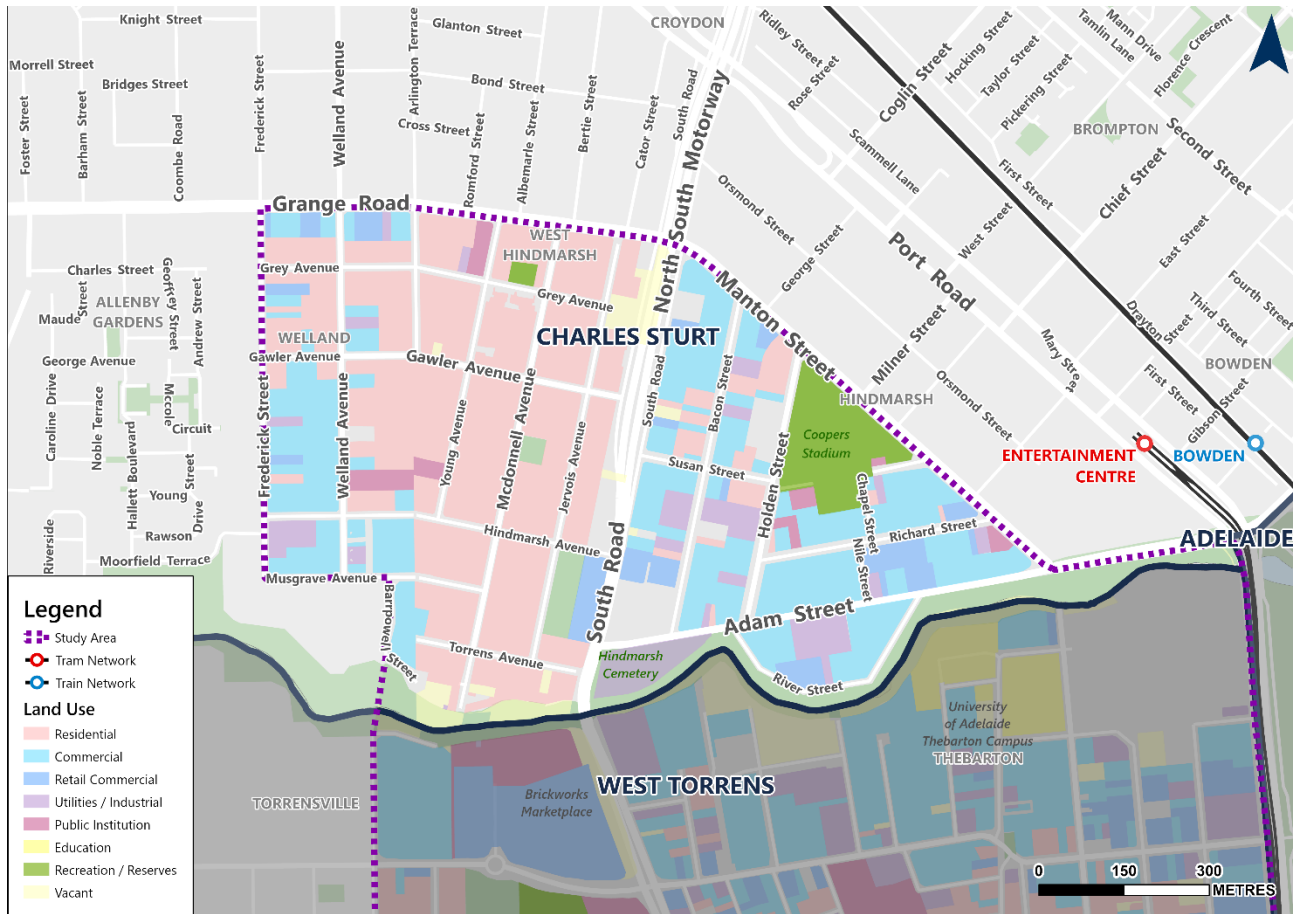 Knight Street
Glanton Street
CROYDON
Ridley Street
Rose Street
Coglin Street
Hocking Street
Taylor Street
Pickering Street
Mann Drive
Tamlin Lane
Florence Crescent
Morrell Street
Bridges Street
Foster Street
Barham Street
Coombe Road
Frederick Street
Welland Avenue
Arlington Terrace
Bond Street
Cross Street
Romford Street
Albemarle Street
Bertie Street
Cator Street
South Road
North South Motorway
Scammell Lane
BROMPTON
Second Street
Chief Street
First Street
Orsmond Street
George Street
West Street
East Street
Port Road
Fourth Street
Third Street
Drayton Street
Grange Road
WEST
HINDMARSH
Charles Street
Geoffrey Street
Andrew Street
Grey Avenue
Grey Avenue
ALLENBY
GARDENS
Maude Street
WELLAND
CHARLES STURT
Manton Street
Milner Street
Mary Street
BOWDEN
George Avenue
Gawler Avenue
Gawler Avenue
South Road
Bacon Street
HINDMARSH
Orsmond Street
First Street
Gibson Street
Caroline Drive
Noble Terrace
Mccole
Circuit
Frederick Street
Welland Avenue
Young Avenue
Mcdonnell Avenue
Jervois Avenue
Holden Street
Coopers
Stadium
ENTERTAINMENT
CENTRE
BOWDEN
Hallett Boulevard
Young
Street
Susan Street
Chapel Street
Riverside
Rawson
Drive
Moorfield Terrace
Hindmarsh Avenue
South Road
Nile Street
Richard Street
ADELAIDE
Musgrave Avenue
Adam Street
Barrpowell
Street
Torrens Avenue
Hindmarsh
Cemetery
River Street
University
of Adelaide
Thebarton Campus
THEBARTON
WEST TORRENS
TORRENSVILLE
Brickworks
Marketplace
Legend
Study Area
Tram Network
Train Network
Land Use
Residential
Commercial
Retail Commercial
Utilities / Industrial
Public Institution
Education
Recreation / Reserves
Vacant
0 150 300
METRES